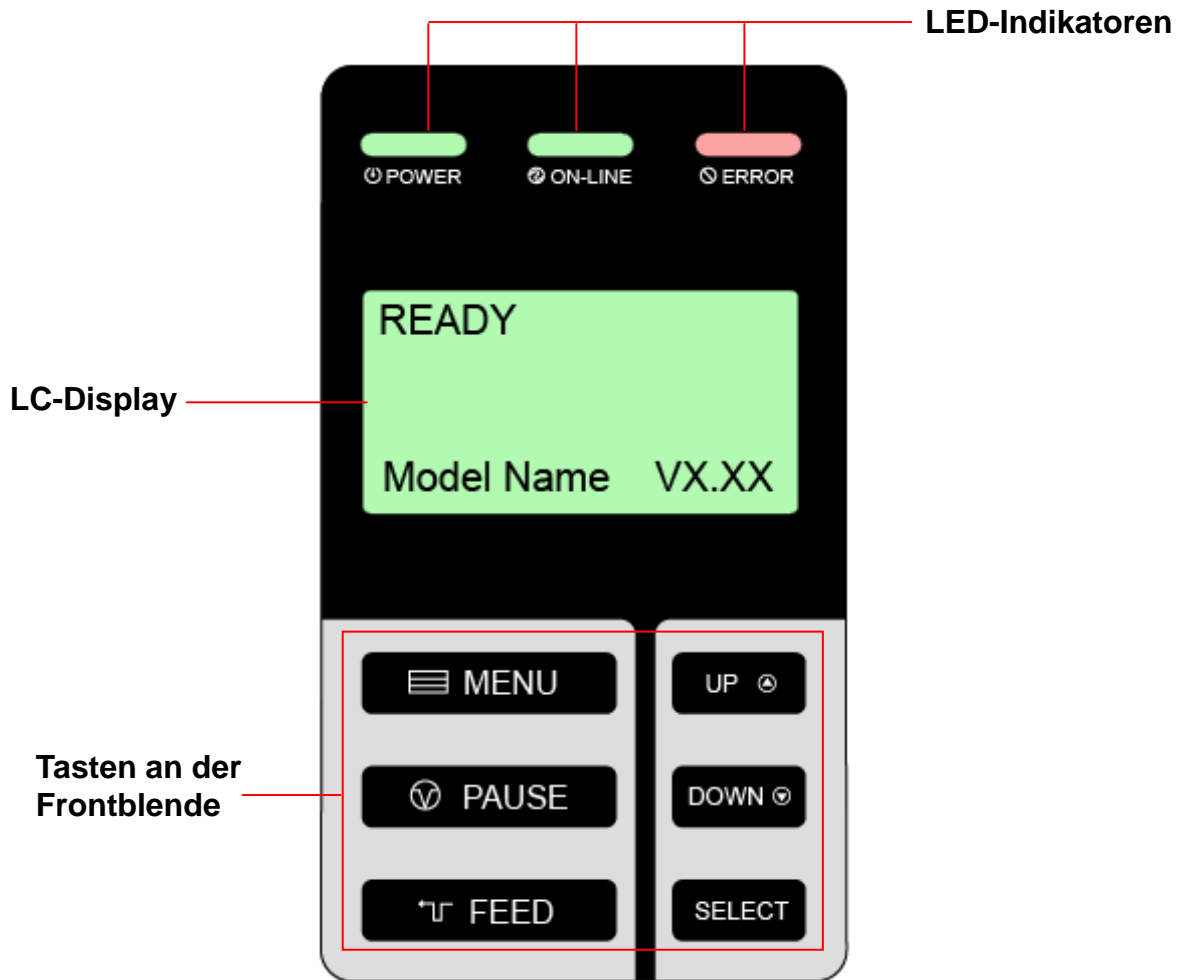 LED-Indikatoren
POWER ON-LINE ERROR
READY
LC-Display
Model Name VX.XX
MENU UP
Tasten an der
Frontblende
PAUSE DOWN
FEED SELECT